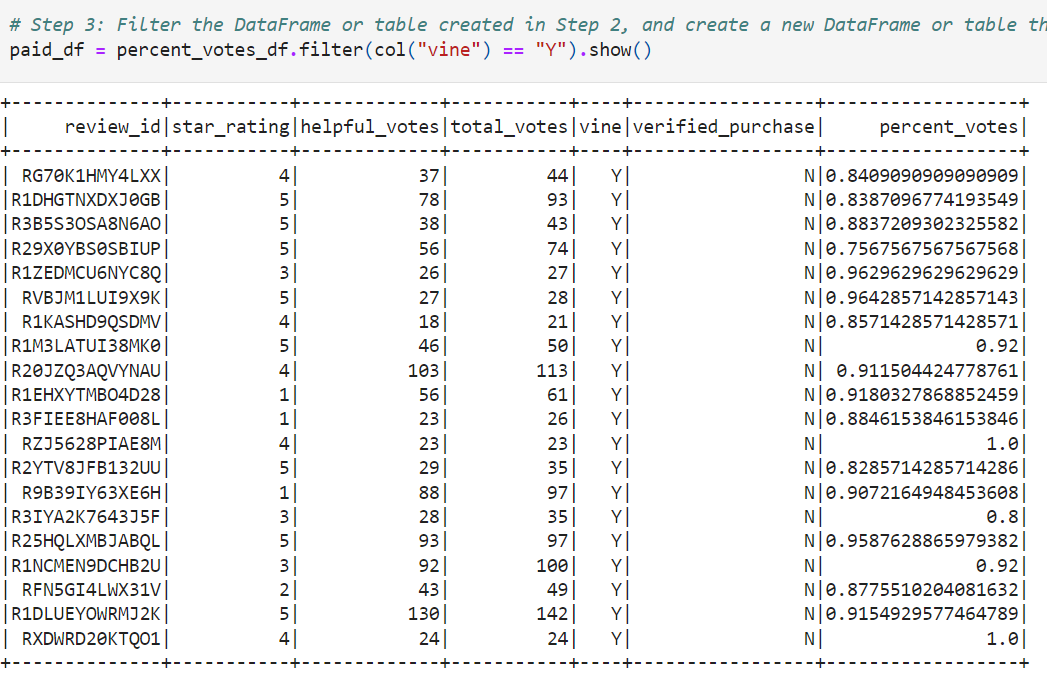 # Step 3: Filter the DataFrame or table created in Step 2, and create a new DataFrame or table th
paid_df = percent_votes_df.filter(col("vine") == "Y").show()
+--------------+-----------+-------------+-----------+----+-----------------+------------------+
|     review_id|star_rating|helpful_votes|total_votes|vine|verified_purchase|     percent_votes|
+--------------+-----------+-------------+-----------+----+-----------------+------------------+
| RG70K1HMY4LXX|          4|           37|         44|   Y|                N|0.8409090909090909|
|R1DHGTNXDXJ0GB|          5|           78|         93|   Y|                N|0.8387096774193549|
|R3B5S3OSA8N6AO|          5|           38|         43|   Y|                N|0.8837209302325582|
|R29X0YBS0SBIUP|          5|           56|         74|   Y|                N|0.7567567567567568|
|R1ZEDMCU6NYC8Q|          3|           26|         27|   Y|                N|0.9629629629629629|
| RVBJM1LUI9X9K|          5|           27|         28|   Y|                N|0.9642857142857143|
| R1KASHD9QSDMV|          4|           18|         21|   Y|                N|0.8571428571428571|
|R1M3LATUI38MK0|          5|           46|         50|   Y|                N|              0.92|
|R20JZQ3AQVYNAU|          4|          103|        113|   Y|                N| 0.911504424778761|
|R1EHXYTMBO4D28|          1|           56|         61|   Y|                N|0.9180327868852459|
|R3FIEE8HAF008L|          1|           23|         26|   Y|                N|0.8846153846153846|
| RZJ5628PIAE8M|          4|           23|         23|   Y|                N|               1.0|
|R2YTV8JFB132UU|          5|           29|         35|   Y|                N|0.8285714285714286|
| R9B39IY63XE6H|          1|           88|         97|   Y|                N|0.9072164948453608|
|R3IYA2K7643J5F|          3|           28|         35|   Y|                N|               0.8|
|R25HQLXMBJABQL|          5|           93|         97|   Y|                N|0.9587628865979382|
|R1NCMEN9DCHB2U|          3|           92|        100|   Y|                N|              0.92|
| RFN5GI4LWX31V|          2|           43|         49|   Y|                N|0.8775510204081632|
|R1DLUEYOWRMJ2K|          5|          130|        142|   Y|                N|0.9154929577464789|
| RXDWRD20KTQO1|          4|           24|         24|   Y|                N|               1.0|
+--------------+-----------+-------------+-----------+----+-----------------+------------------+